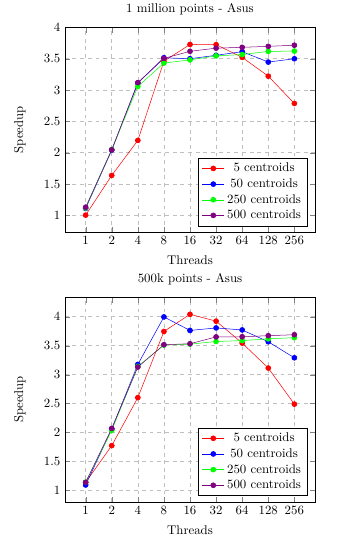 1 million points - Asus
4
3.5
3
2.5
2
1.5
1
Speedup
5 centroids
50 centroids
250 centroids
500 centroids
1 2 4 8 16 32 64 128 256
Threads
500k points - Asus
4
3.5
3
2.5
2
1.5
1
Speedup
5 centroids
50 centroids
250 centroids
500 centroids
1 2 4 8 16 32 64 128 256
Threads